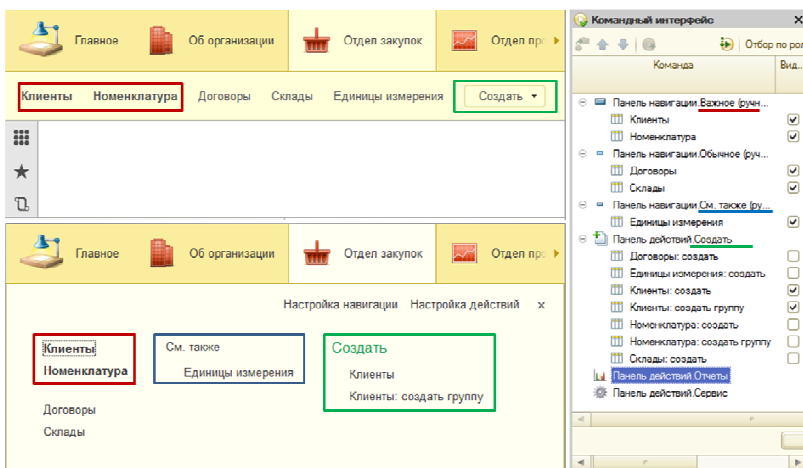 Главное Об организации Отдел закупок Отдел прс
Клиенты Номенклатура Договоры Склады Единицы измерения Создать
Главное Об организации Отдел закупок Отдел прс
Настройка навигации Настройка действий x
Клиенты
Номенклатура
Договоры
Склады
См. также
Единицы измерения
Создать
Клиенты
Клиенты: создать группу
Командный интерфейс
Отбор по рол
Команда Вид...
Панель навигации.Важное (ручн...
Клиенты
Номенклатура
Панель навигации.Обычное (руч...
Договоры
Склады
Панель навигации.См. также (ру...
Единицы измерения
Панель действий.Создать
Договоры: создать
Единицы измерения: создать
Клиенты: создать
Клиенты: создать группу
Номенклатура: создать
Номенклатура: создать группу
Склады: создать
Панель действий.Отчеты
Панель действий.Сервис